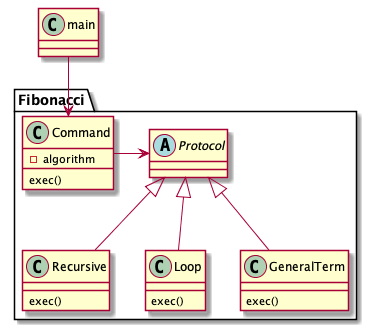 C main
Fibonacci
C Command
algorithm
exec()
A Protocol
C Recursive
exec()
C Loop
exec()
C GeneralTerm
exec()